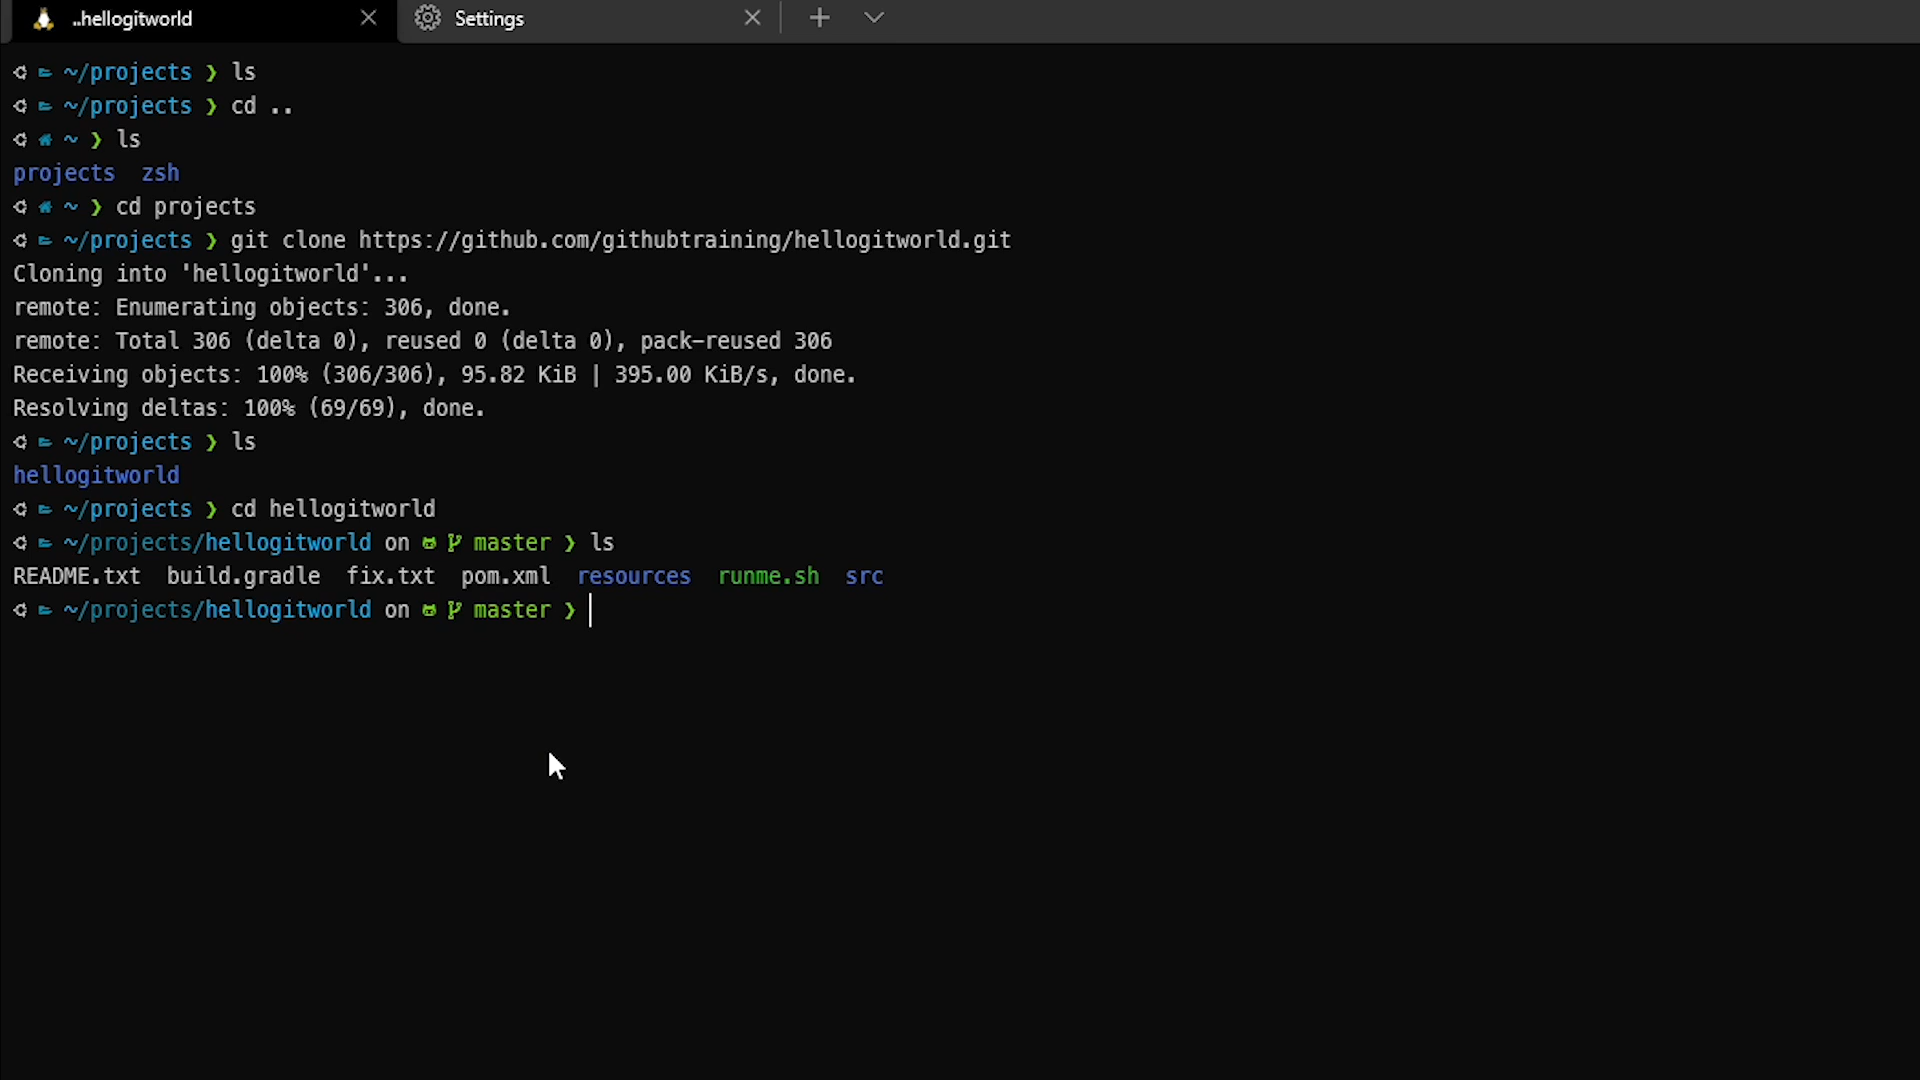 ..hellogitworld Settings
~/projects ❯ ls
~/projects ❯ cd ..
~ ❯ ls
projects zsh
~ ❯ cd projects
~/projects ❯ git clone https://github.com/githubtraining/hellogitworld.git
Cloning into 'hellogitworld'...
remote: Enumerating objects: 306, done.
remote: Total 306 (delta 0), reused 0 (delta 0), pack-reused 306
Receiving objects: 100% (306/306), 95.82 KiB | 395.00 KiB/s, done.
Resolving deltas: 100% (69/69), done.
~/projects ❯ ls
hellogitworld
~/projects ❯ cd hellogitworld
~/projects/hellogitworld on master ❯ ls
README.txt build.gradle fix.txt pom.xml resources runme.sh src
~/projects/hellogitworld on master ❯